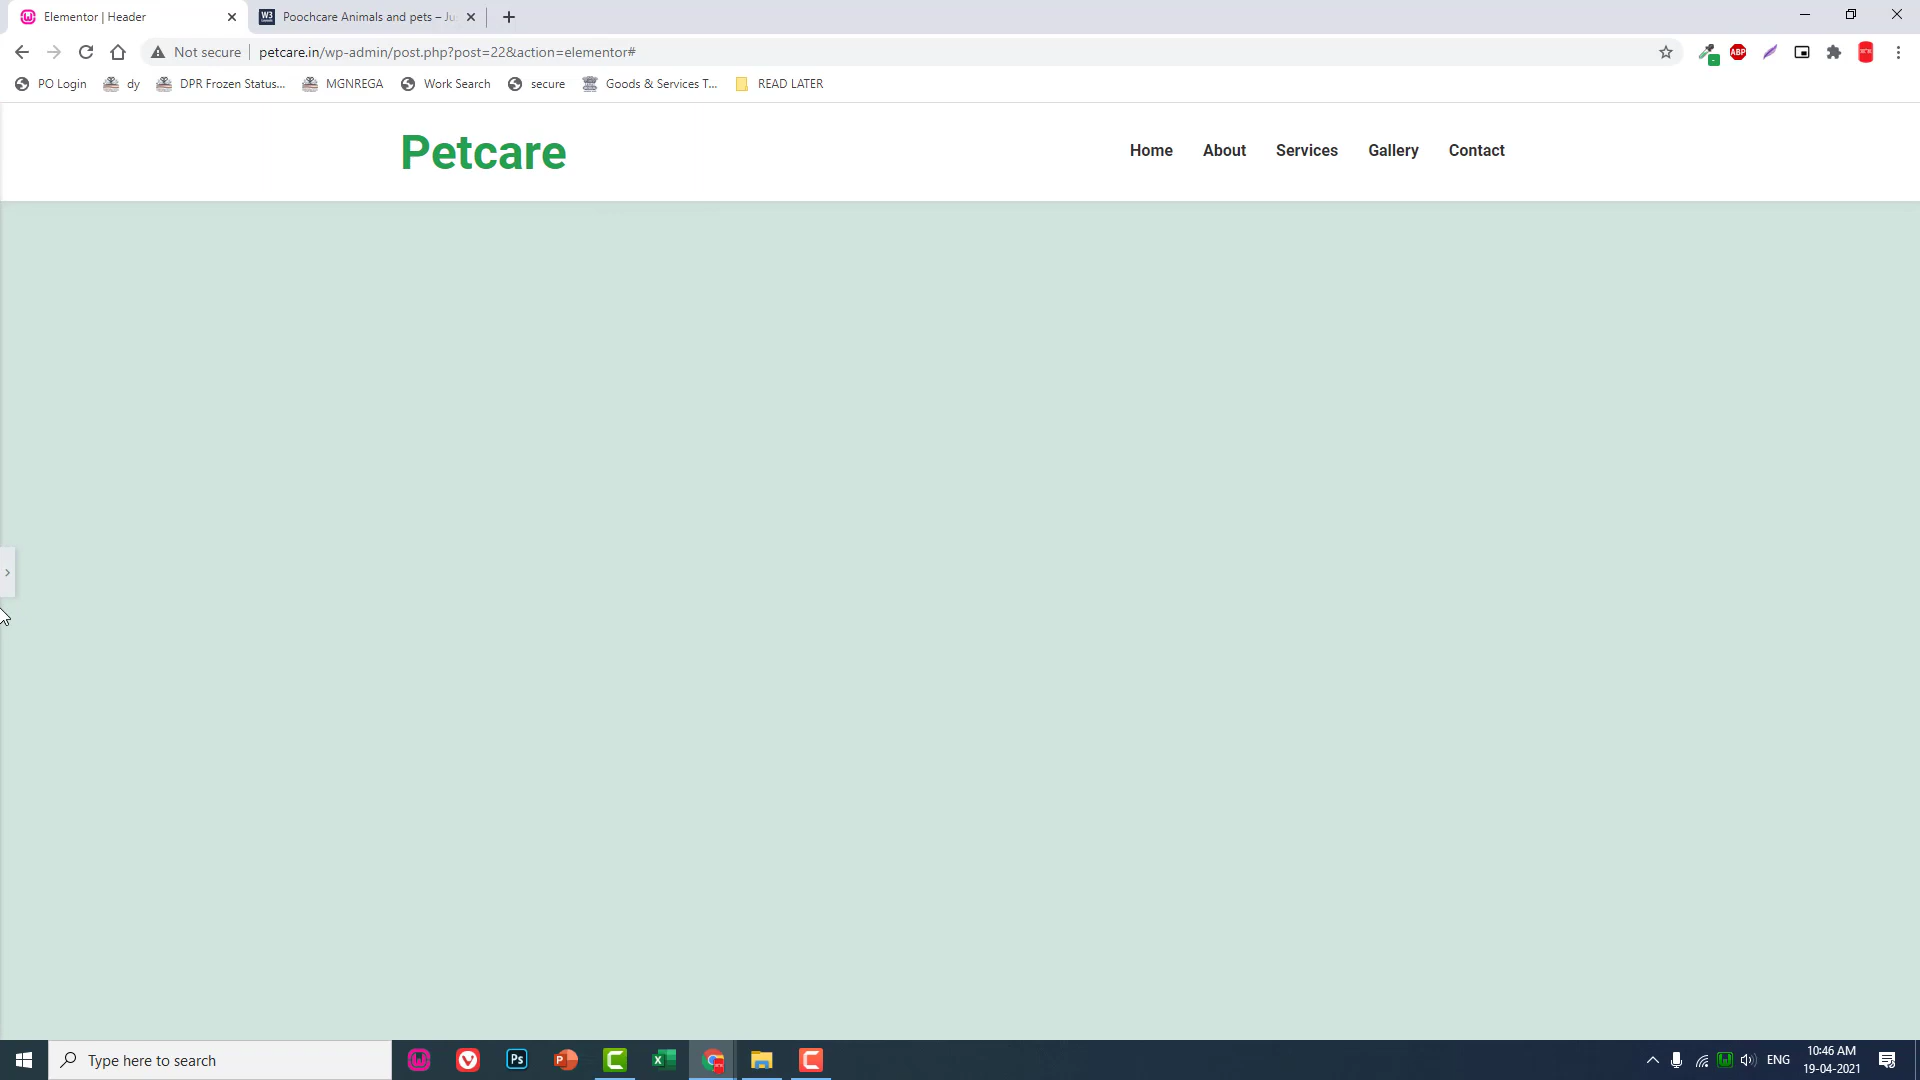 Elementor | Header
Poochcare Animals and pets – Ju
Not secure
petcare.in/wp-admin/post.php?post=22&action=elementor#
ABP
PO Login
dy
DPR Frozen Status...
MGNREGA
Work Search
secure
Goods & Services T...
READ LATER
Petcare
Home
About
Services
Gallery
Contact
Type here to search
Ps
ENG
10:46 AM
19-04-2021